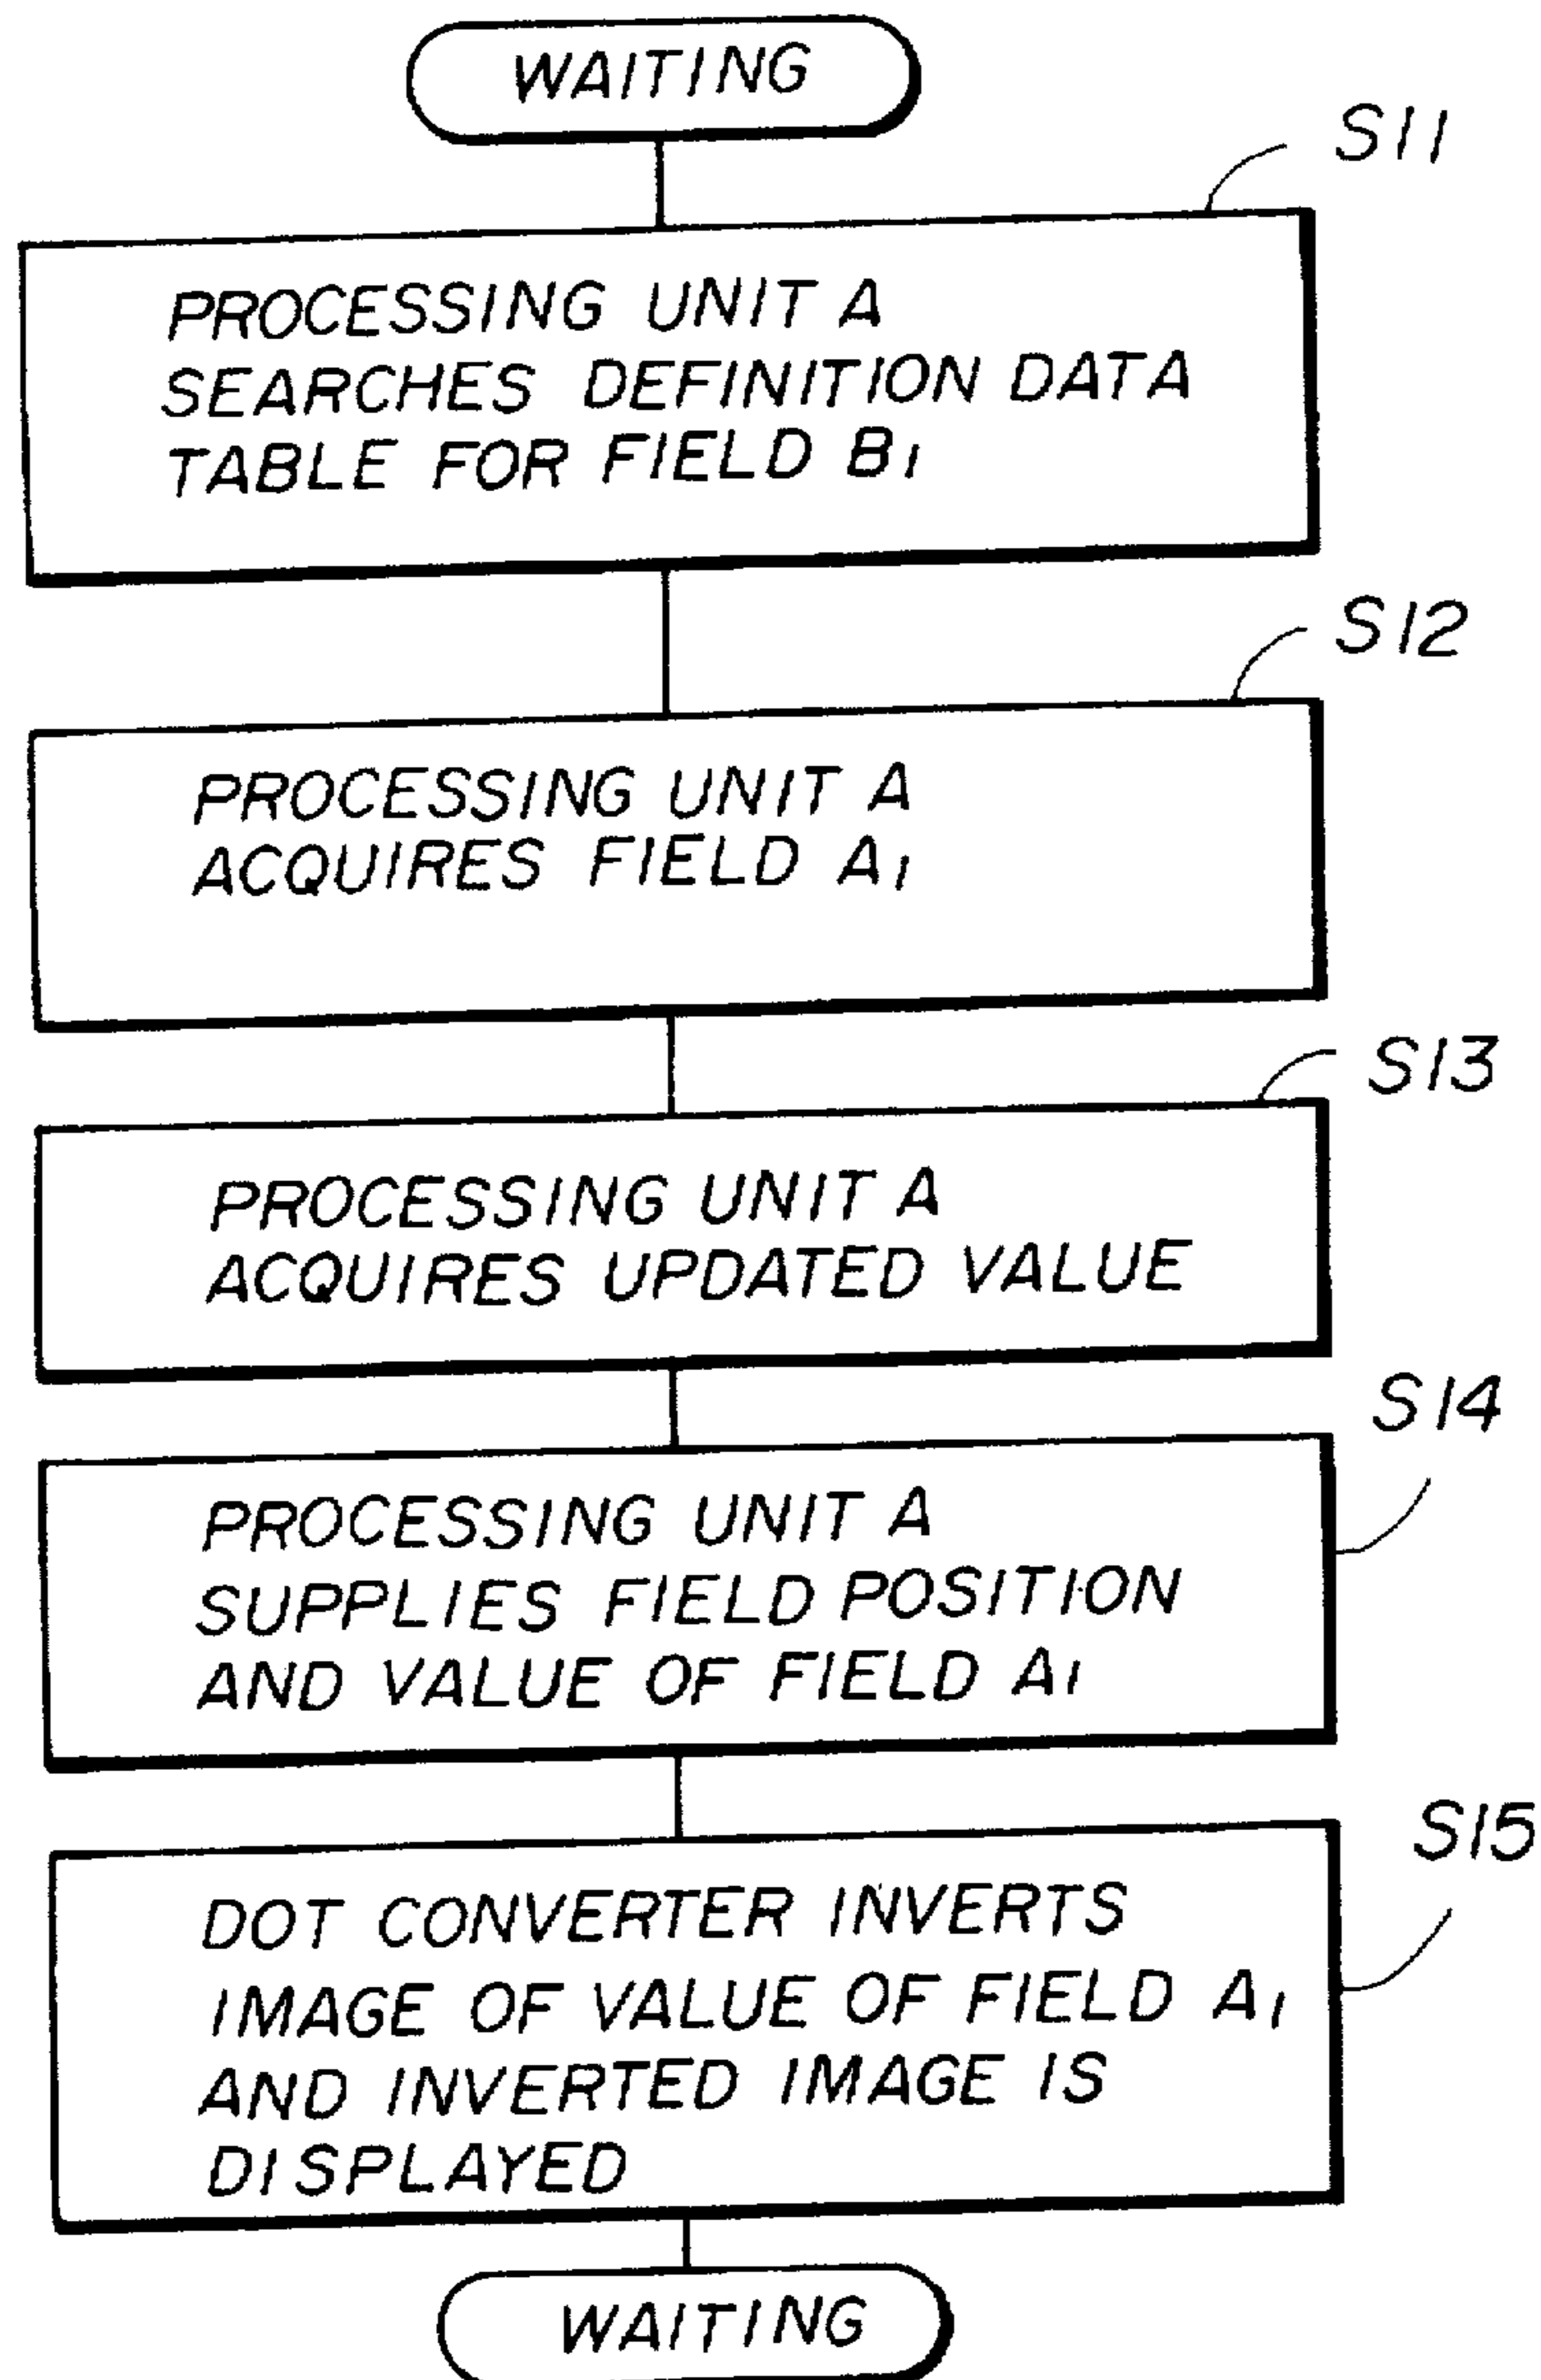 WAITING
S11
PROCESSING UNIT A
SEARCHES DEFINITION DATA
TABLE FOR FIELD B1
S12
PROCESSING UNIT A
ACQUIRES FIELD A1
S13
PROCESSING UNIT A
ACQUIRES UPDATED VALUE
S14
PROCESSING UNIT A
SUPPLIES FIELD POSITION
AND VALUE OF FIELD A1
S15
DOT CONVERTER INVERTS
IMAGE OF VALUE OF FIELD A1
AND INVERTED IMAGE IS
DISPLAYED
WAITING